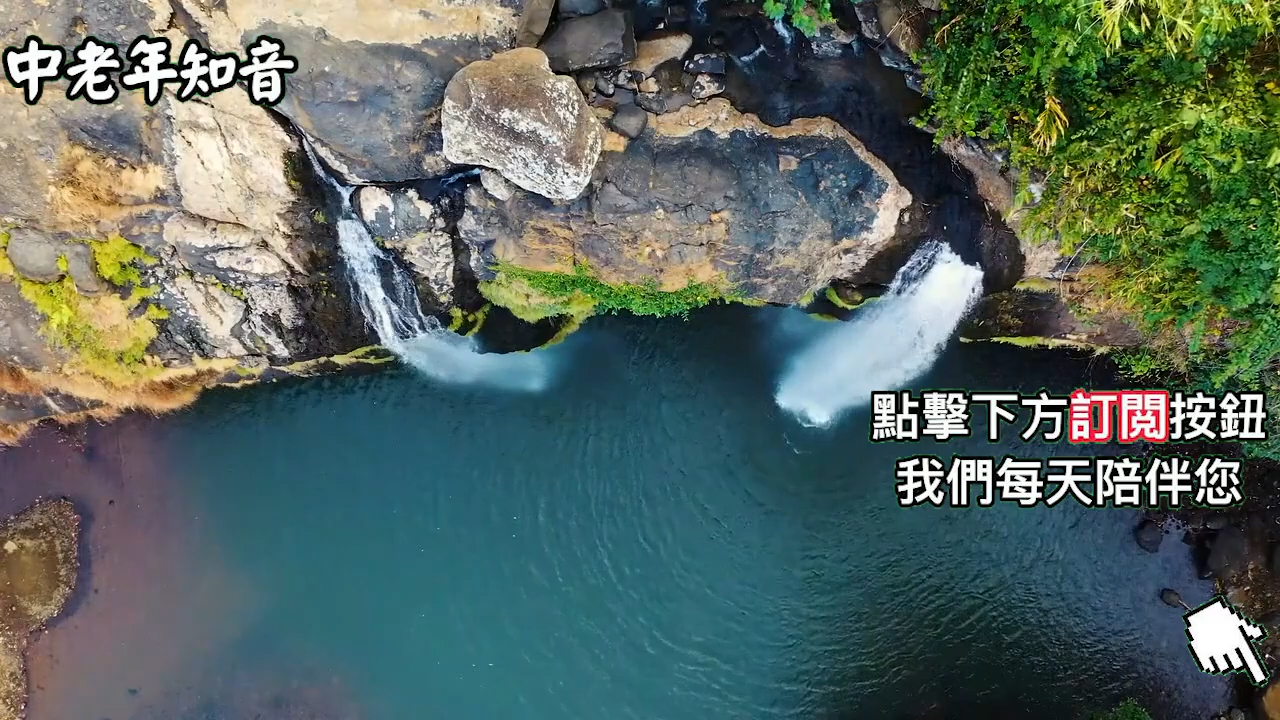 中老年知音
點擊下方訂閱按鈕
我們每天陪伴您